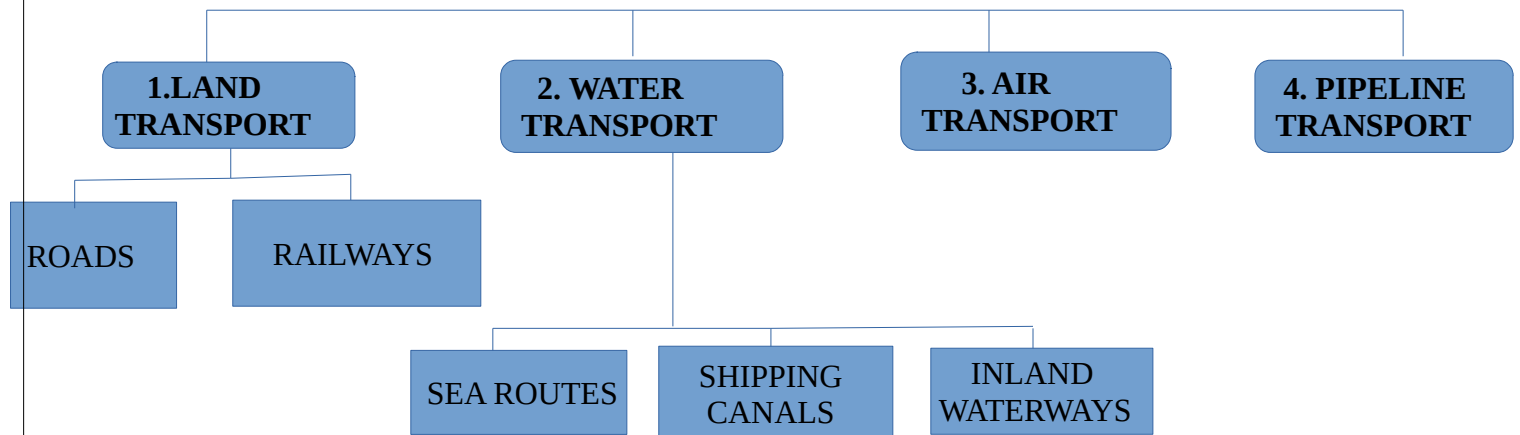 1.LAND
TRANSPORT
2. WATER
TRANSPORT
3. AIR
TRANSPORT
4. PIPELINE
TRANSPORT
ROADS
RAILWAYS
SEA ROUTES
SHIPPING
CANALS
INLAND
WATERWAYS